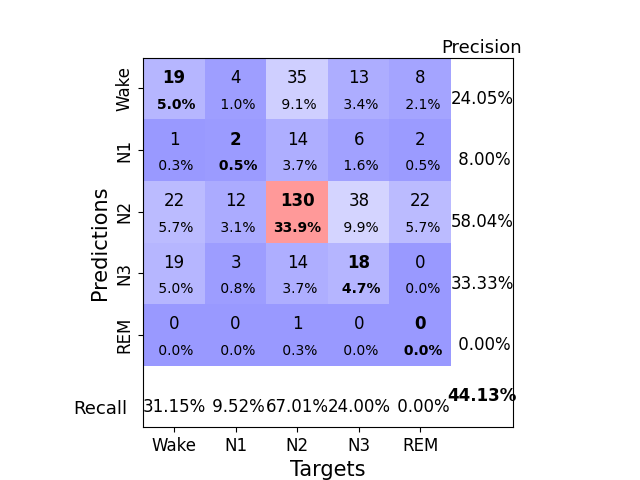 Precision
Wake 19 4 35 13 8
5.0% 1.0% 9.1% 3.4% 2.1% 24.05%
N1 1 2 14 6 2
0.3% 0.5% 3.7% 1.6% 0.5% 8.00%
N2 22 12 130 38 22
5.7% 3.1% 33.9% 9.9% 5.7% 58.04%
N3 19 3 14 18 0
5.0% 0.8% 3.7% 4.7% 0.0% 33.33%
REM 0 0 1 0 0
0.0% 0.0% 0.3% 0.0% 0.0% 0.00%
Predictions
44.13%
Recall 31.15% 9.52% 67.01% 24.00% 0.00%
Wake N1 N2 N3 REM
Targets